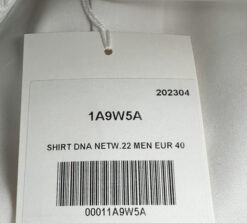 202304
1A9W5A
SHIRT DNA NETW.22 MEN EUR 40
00011A9W5A